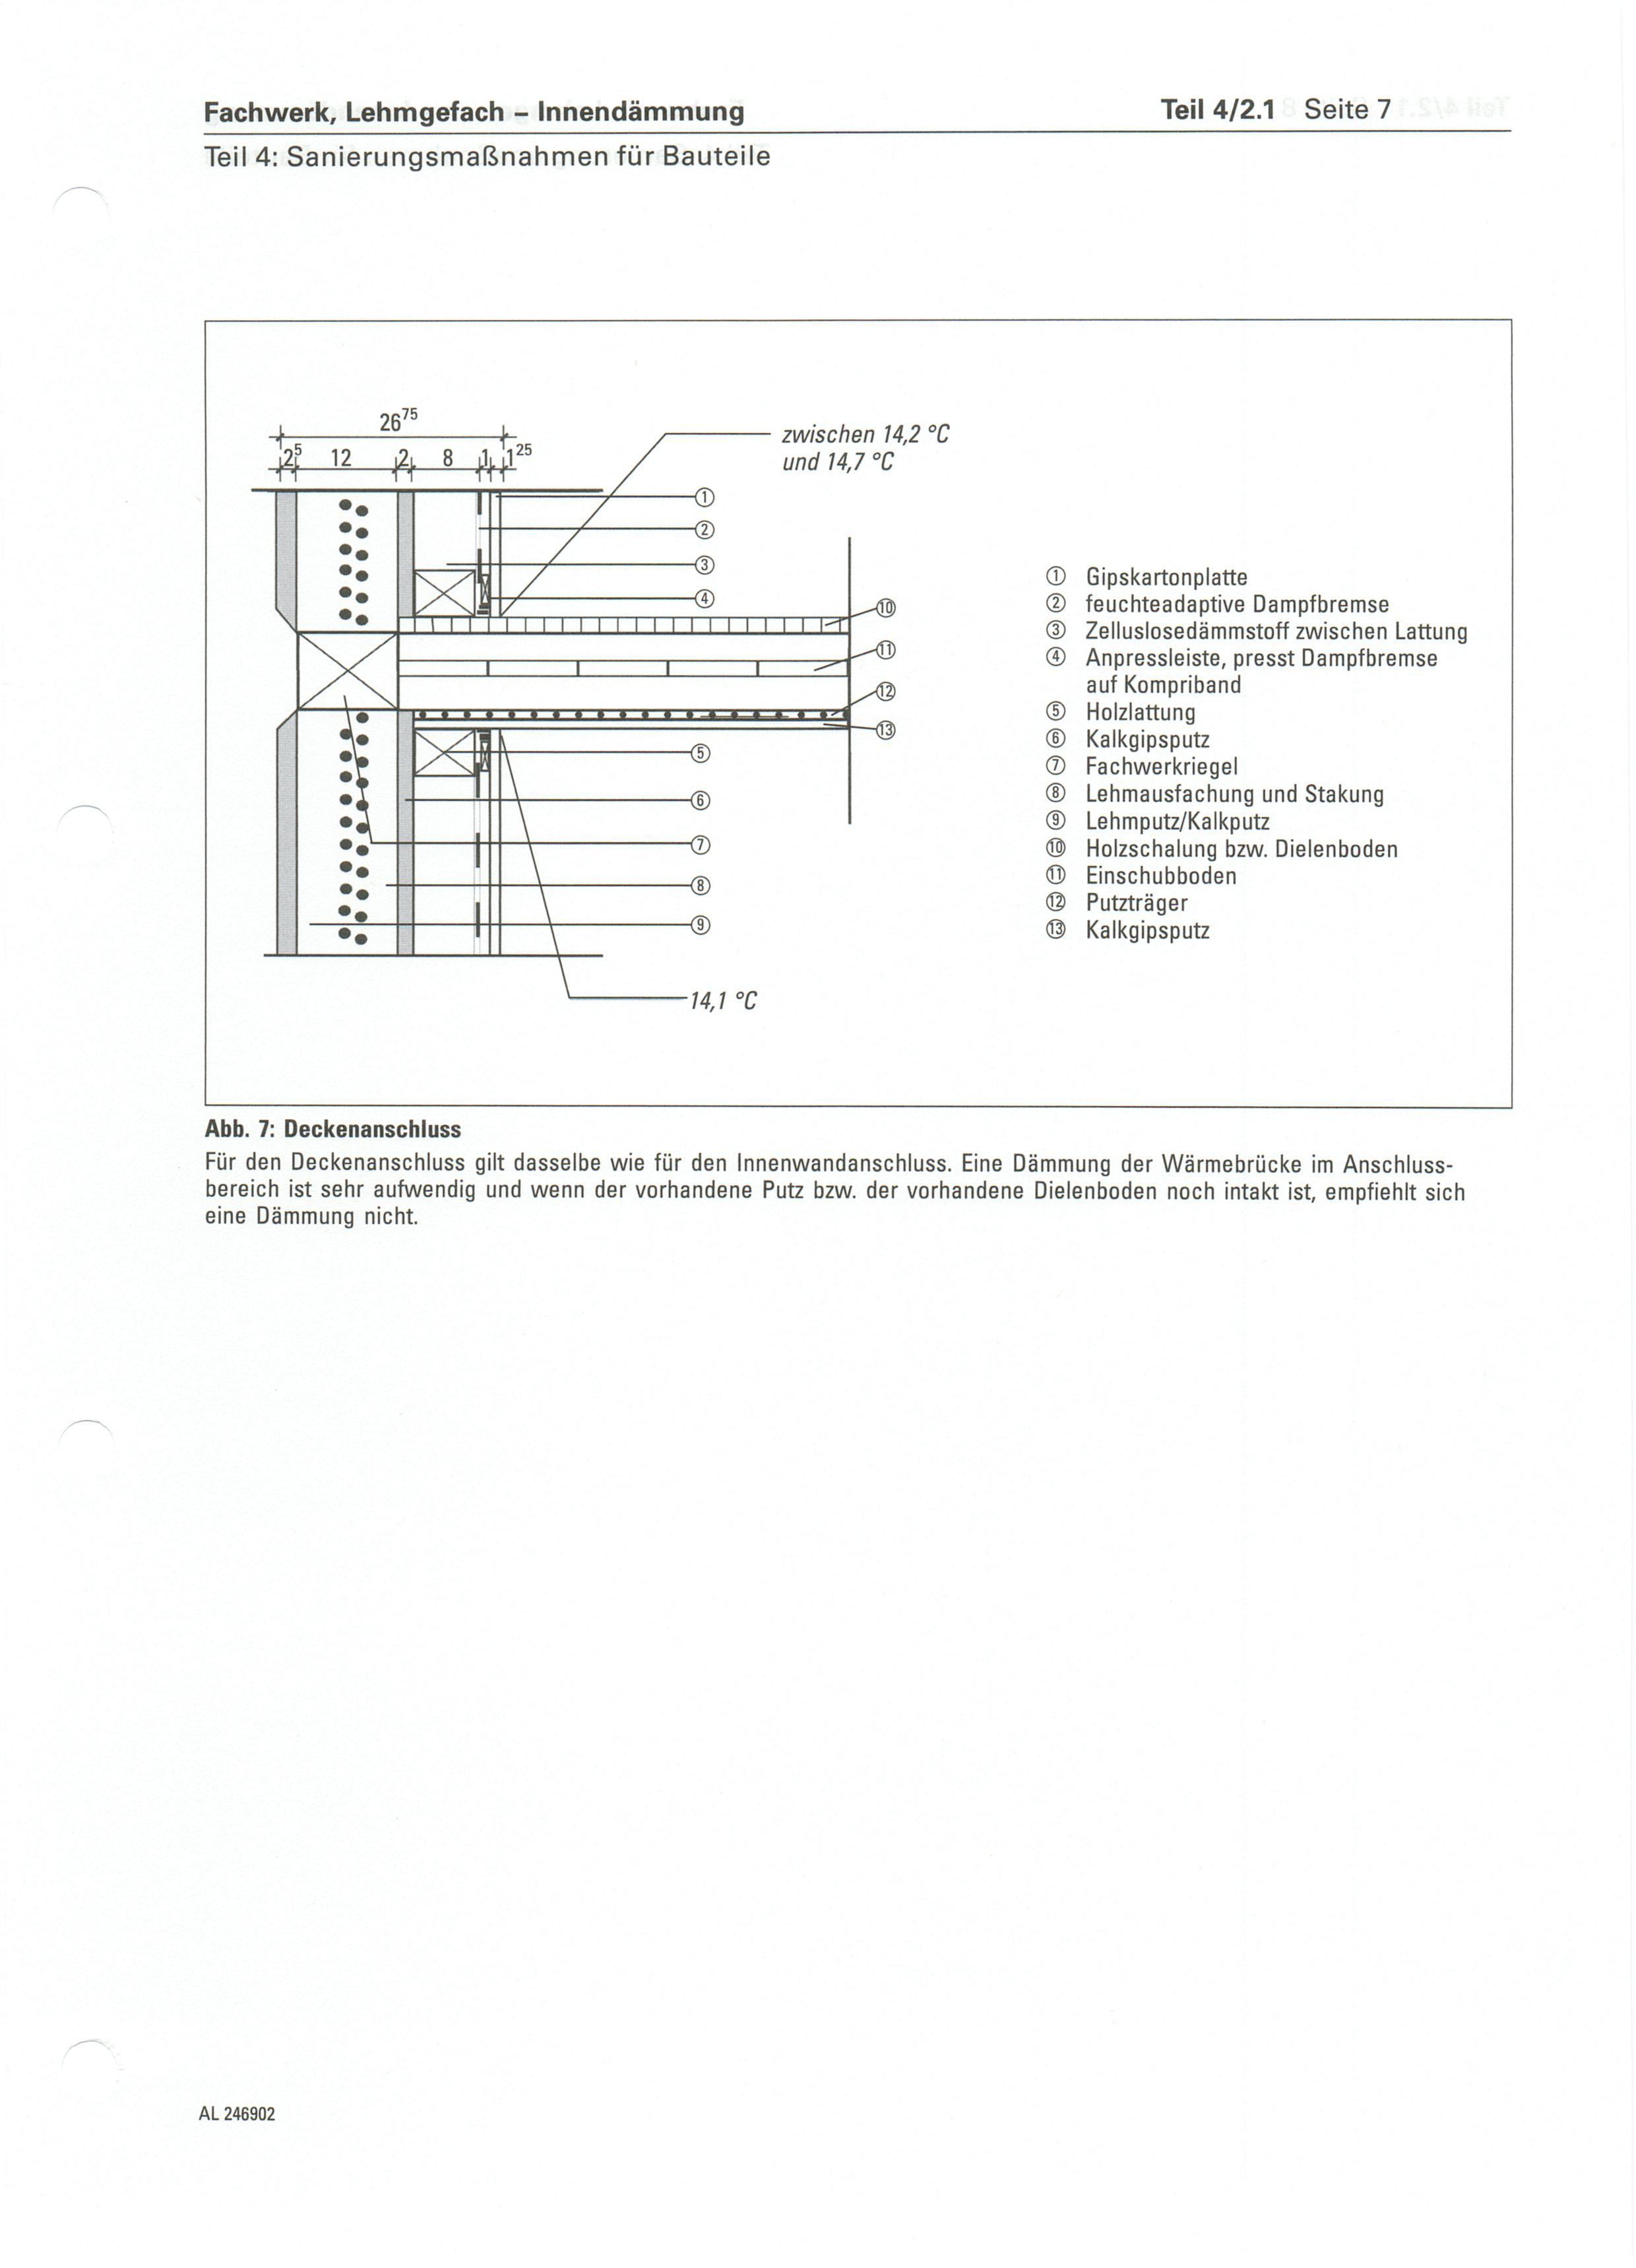 Fachwerk, Lehmgefach – Innendämmung
Teil 4/2.1 Seite 7
Teil 4: Sanierungsmaßnahmen für Bauteile
26⁷⁵
2⁵ 12 2 8 1 1²⁵
zwischen 14,2 °C
und 14,7 °C
①
②
③
④
⑩
⑪
⑫
⑬
⑤
⑥
⑦
⑧
⑨
14,1 °C
① Gipskartonplatte
② feuchteadaptive Dampfbremse
③ Zelluslosedämmstoff zwischen Lattung
④ Anpressleiste, presst Dampfbremse
auf Kompriband
⑤ Holzlattung
⑥ Kalkgipsputz
⑦ Fachwerkriegel
⑧ Lehmausfachung und Stakung
⑨ Lehmputz/Kalkputz
⑩ Holzschalung bzw. Dielenboden
⑪ Einschubboden
⑫ Putzträger
⑬ Kalkgipsputz
Abb. 7: Deckenanschluss
Für den Deckenanschluss gilt dasselbe wie für den Innenwandanschluss. Eine Dämmung der Wärmebrücke im Anschluss-
bereich ist sehr aufwendig und wenn der vorhandene Putz bzw. der vorhandene Dielenboden noch intakt ist, empfiehlt sich
eine Dämmung nicht.
AL 246902